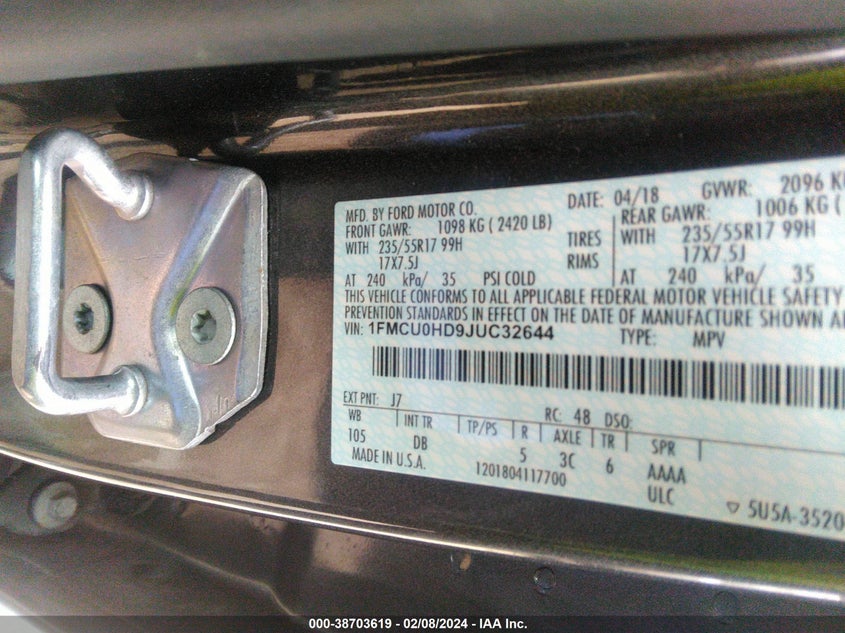 MFD. BY FORD MOTOR CO.
DATE: 04/18 GVWR: 2096 K
FRONT GAWR: 1098 KG ( 2420 LB)
REAR GAWR: 1006 KG (
WITH 235/55R17 99H TIRES WITH 235/55R17 99H
17X7.5J RIMS 17X7.5J
AT 240 kPa/ 35 PSI COLD AT 240 kPa/ 35
THIS VEHICLE CONFORMS TO ALL APPLICABLE FEDERAL MOTOR VEHICLE SAFETY
PREVENTION STANDARDS IN EFFECT ON THE DATE OF MANUFACTURE SHOWN A
VIN: 1FMCU0HD9JUC32644 TYPE: MPV
EXT PNT: J7 RC: 48 DSO:
WB INT TR TP/PS R AXLE TR SPR
105 DB 5 3C 6 AAAA
MADE IN U.S.A. 1201804117700 ULC
▽ 5U5A-3520
000-38703619 - 02/08/2024 - IAA Inc.